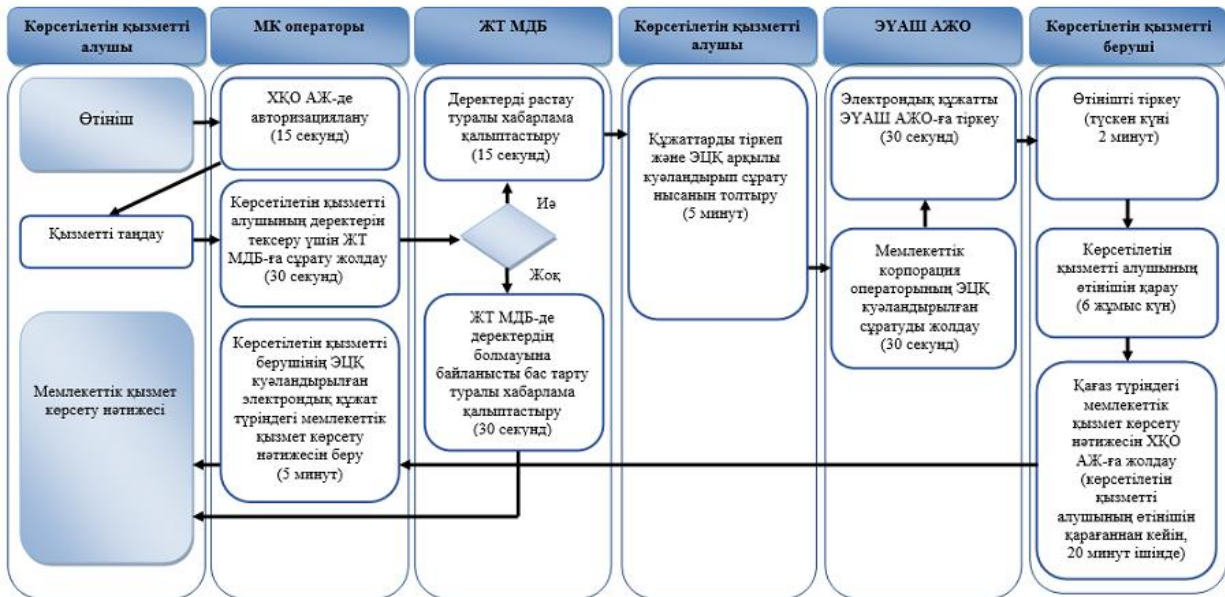 Көрсетілетін қызметті
алушы
МК операторы
ЖТ МДБ
Көрсетілетін қызметті
алушы
ЭҮАШ АЖО
Көрсетілетін қызметті
беруші
Өтініш
Қызметті таңдау
Мемлекеттік қызмет
көрсету нәтижесі
ХҚО АЖ-де
авторизациялану
(15 секунд)
Көрсетілетін қызметті
алушының деректерін
тексеру үшін ЖТ
МДБ-ға сұрату жолдау
(30 секунд)
Көрсетілетін қызметті
берушінің ЭЦҚ
куәландырылған
электрондық құжат
түріндегі мемлекеттік
қызмет көрсету
нәтижесін беру
(5 минут)
Деректерді растау
туралы хабарлама
қалыптастыру
(15 секунд)
Иә
Жоқ
ЖТ МДБ-де
деректердің
болмауына
байланысты бас тарту
туралы хабарлама
қалыптастыру
(30 секунд)
Құжаттарды тіркеп
және ЭЦҚ арқылы
куәландырып сұрату
нысанын толтыру
(5 минут)
Электрондық құжатты
ЭҮАШ АЖО-ға тіркеу
(30 секунд)
Мемлекеттік
корпорация
операторының ЭЦҚ
куәландырылған
сұратуды жолдау
(30 секунд)
Өтінішті тіркеу
(түскен күні
2 минут)
Көрсетілетін
қызметті алушының
өтінішін қарау
(6 жұмыс күн)
Қағаз түріндегі
мемлекеттік
қызмет көрсету
нәтижесін ХҚО
АЖ-ға жолдау
(көрсетілетін
қызметті
алушының өтінішін
қарағаннан кейін,
20 минут ішінде)